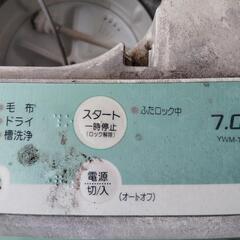 毛布
ドライ
槽洗浄
スタート
一時停止
(ロック解除)
ふたロック中
7.0
YWM-
電源
切/入
(オートオフ)